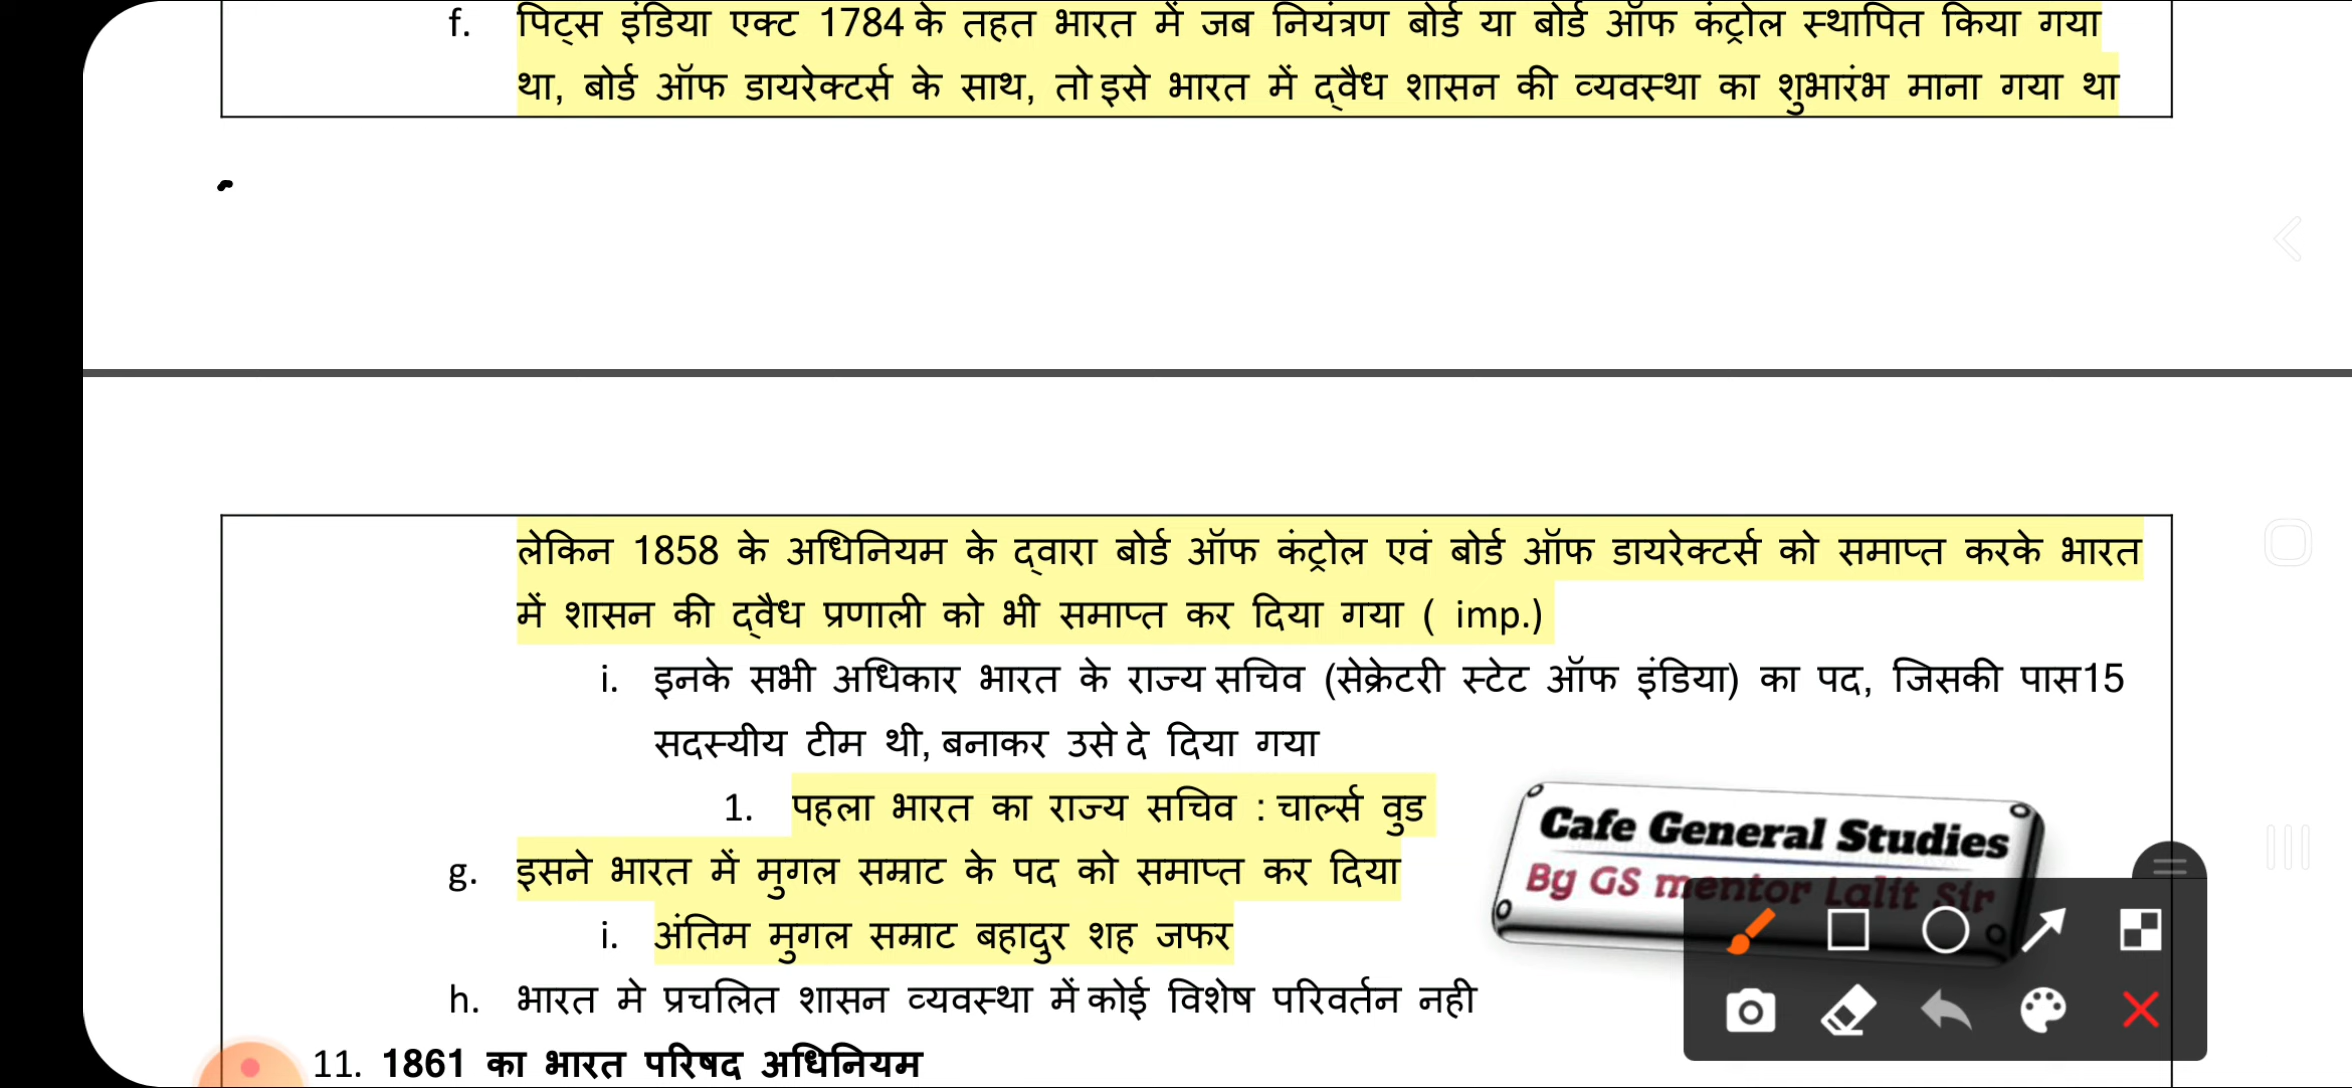 f. पिट्स इंडिया एक्ट 1784 के तहत भारत में जब नियंत्रण बोर्ड या बोर्ड ऑफ कंट्रोल स्थापित किया गया
था, बोर्ड ऑफ डायरेक्टर्स के साथ, तो इसे भारत में द्वैध शासन की व्यवस्था का शुभारंभ माना गया था
लेकिन 1858 के अधिनियम के द्वारा बोर्ड ऑफ कंट्रोल एवं बोर्ड ऑफ डायरेक्टर्स को समाप्त करके भारत
में शासन की द्वैध प्रणाली को भी समाप्त कर दिया गया ( imp.)
i. इनके सभी अधिकार भारत के राज्य सचिव (सेक्रेटरी स्टेट ऑफ इंडिया) का पद, जिसकी पास15
सदस्यीय टीम थी, बनाकर उसे दे दिया गया
1. पहला भारत का राज्य सचिव : चार्ल्स वुड
g. इसने भारत में मुगल सम्राट के पद को समाप्त कर दिया
i. अंतिम मुगल सम्राट बहादुर शह जफर
h. भारत मे प्रचलित शासन व्यवस्था में कोई विशेष परिवर्तन नही
11. 1861 का भारत परिषद अधिनियम
Cafe General Studies
By GS mentor Lalit Sir